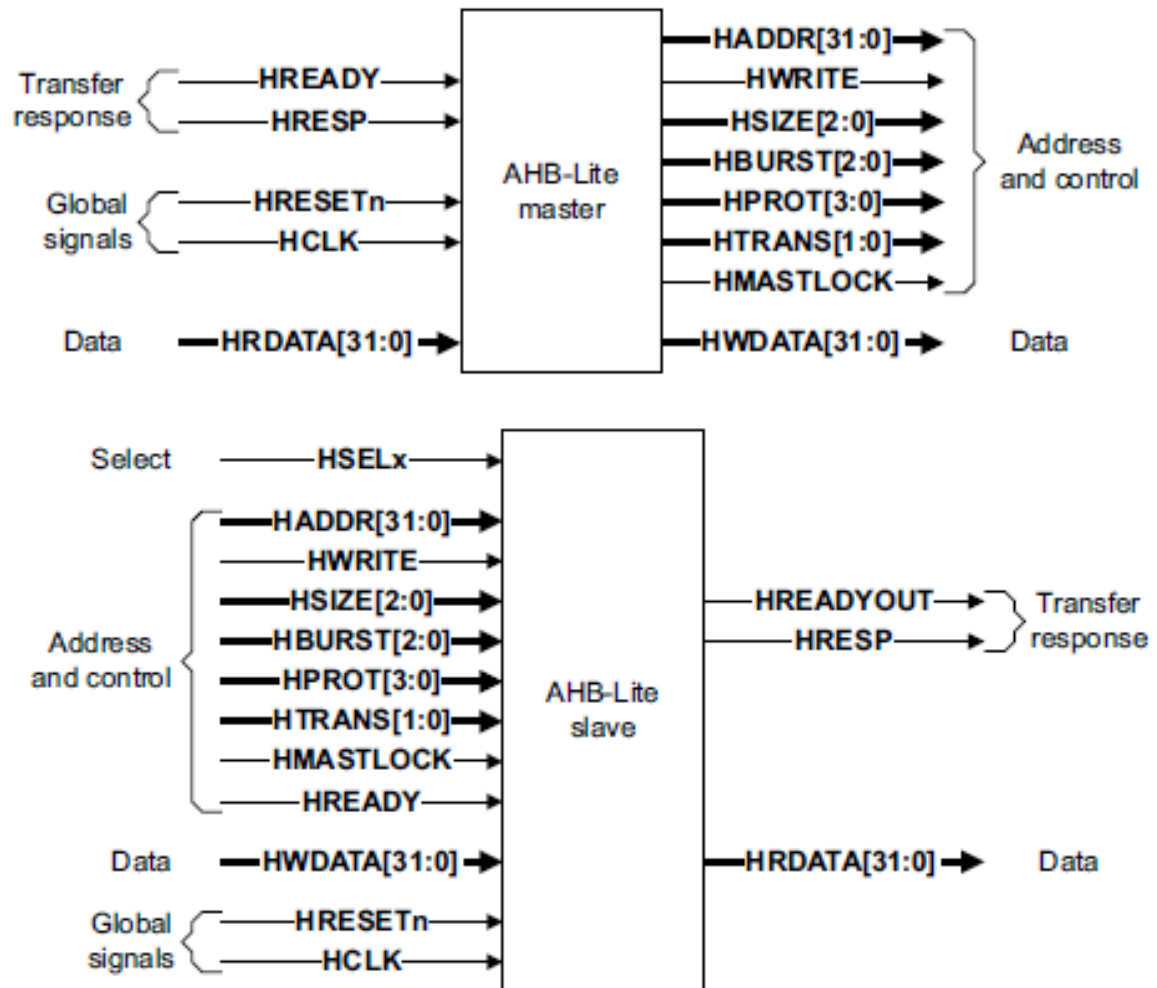 HADDR[31:0]
Transfer
response
HREADY
HWRITE
HRESP
HSIZE[2:0]
HBURST[2:0]
Address
and control
AHB-Lite
master
Global
signals
HRESETn
HPROT[3:0]
HCLK
HTRANS[1:0]
HMASTLOCK
Data
HRDATA[31:0]
HWDATA[31:0]
Data
Select
HSELx
HADDR[31:0]
HWRITE
HSIZE[2:0]
HBURST[2:0]
Address
and control
HPROT[3:0]
HTRANS[1:0]
HMASTLOCK
HREADY
AHB-Lite
slave
HREADYOUT
HRESP
Transfer
response
Data
HWDATA[31:0]
HRDATA[31:0]
Data
Global
signals
HRESETn
HCLK